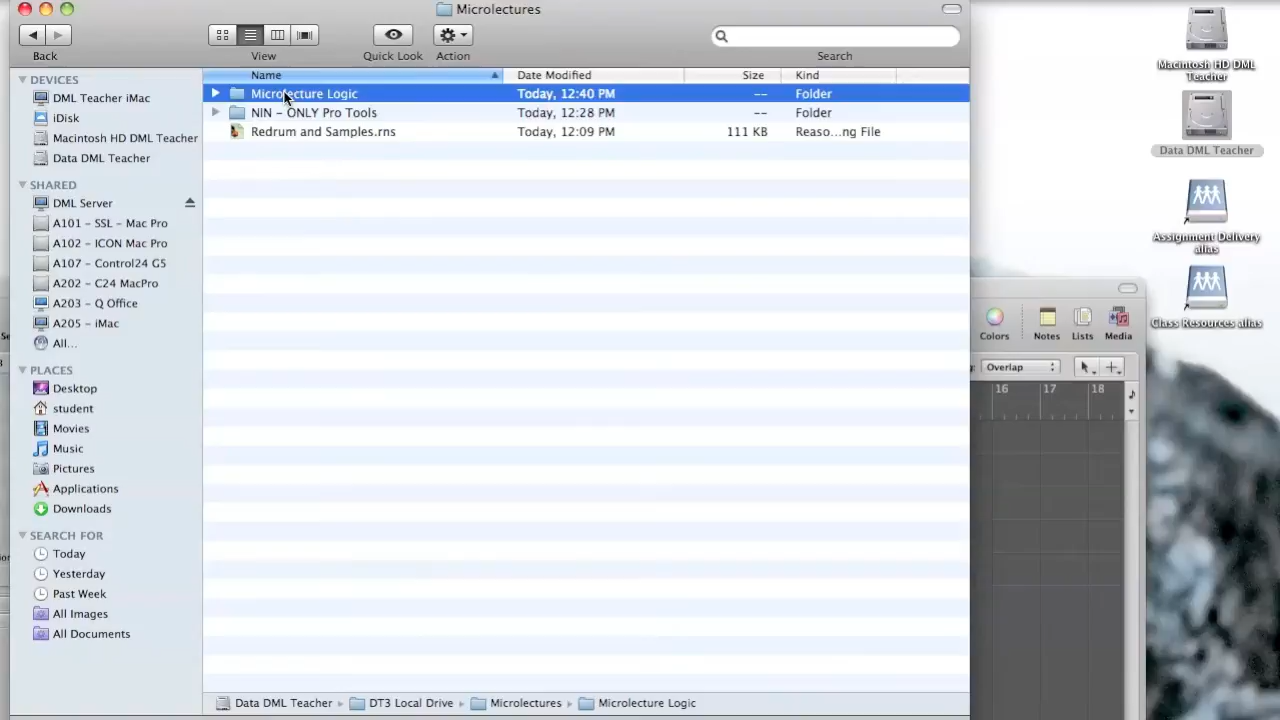 Microlectures
Back
View
Quick Look
Action
Search
DEVICES
DML Teacher iMac
iDisk
Macintosh HD DML Teacher
Data DML Teacher
SHARED
DML Server
A101 – SSL – Mac Pro
A102 – ICON Mac Pro
A107 – Control24 G5
A202 – C24 MacPro
A203 – Q Office
A205 – iMac
All...
PLACES
Desktop
student
Movies
Music
Pictures
Applications
Downloads
SEARCH FOR
Today
Yesterday
Past Week
All Images
All Documents
Name Date Modified Size Kind
Microlecture Logic Today, 12:40 PM -- Folder
NIN – ONLY Pro Tools Today, 12:28 PM -- Folder
Redrum and Samples.rns Today, 12:09 PM 111 KB Reaso...ng File
Data DML Teacher DT3 Local Drive Microlectures Microlecture Logic
Macintosh HD DML
Teacher
Data DML Teacher
Assignment Delivery
alias
Class Resources alias
Colors Notes Lists Media
Overlap
16 17 18